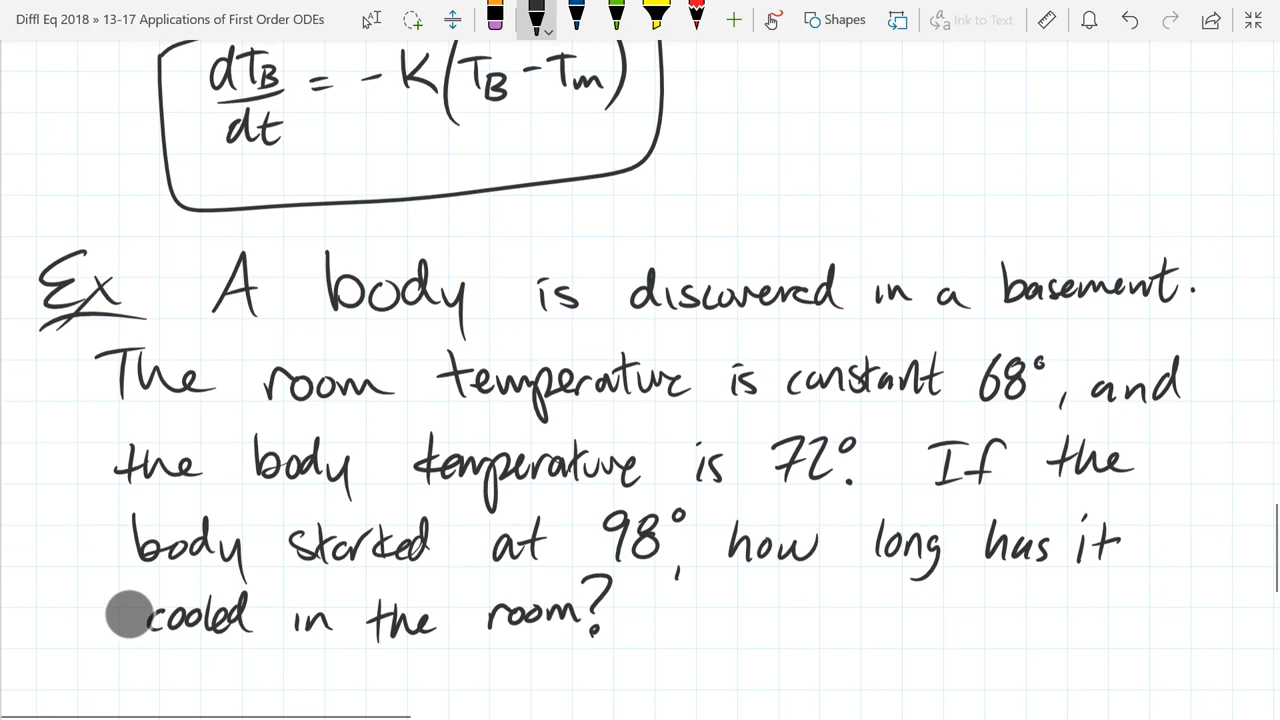 Diffl Eq 2018 » 13-17 Applications of First Order ODEs
Shapes
Ink to Text
dT_B/dt = -K(T_B - T_m)
Ex A body is discovered in a basement.
The room temperature is constant 68°, and
the body temperature is 72°. If the
body started at 98°, how long has it
cooled in the room?